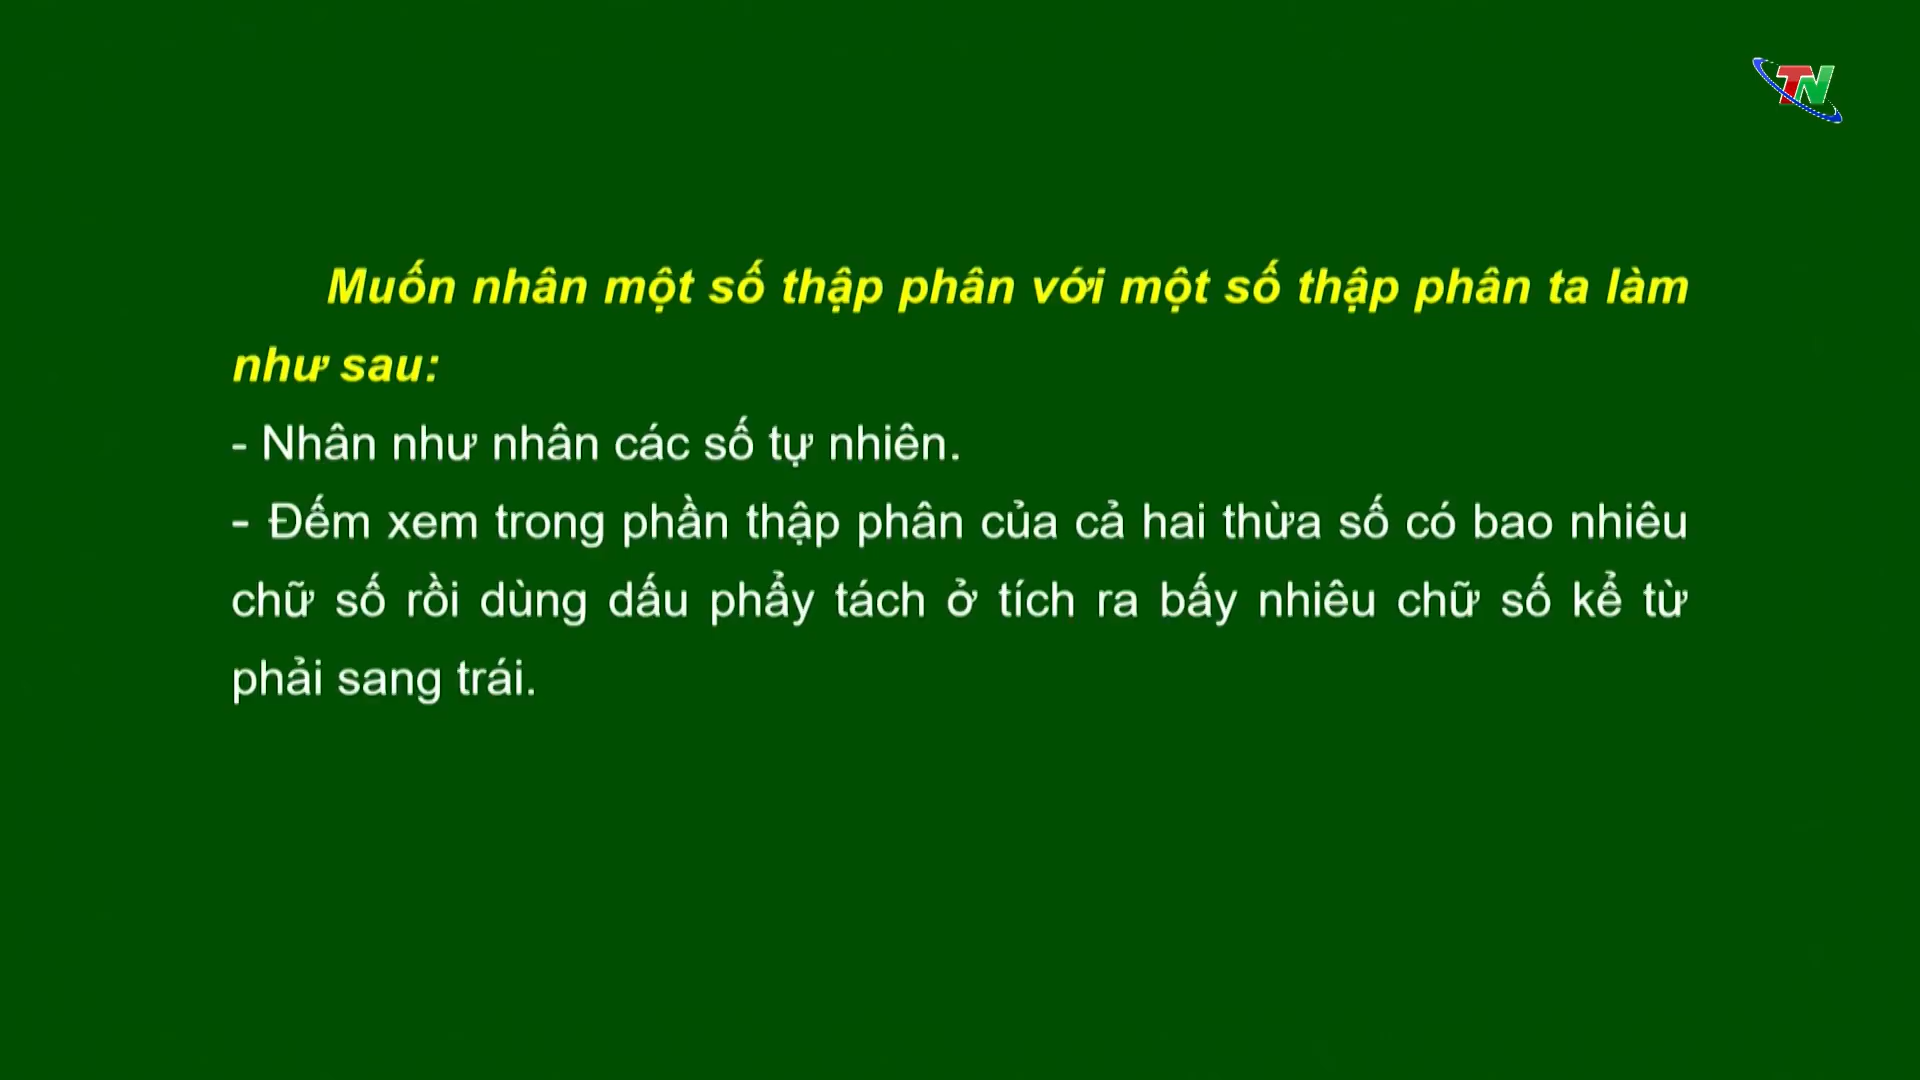 TN
Muốn nhân một số thập phân với một số thập phân ta làm
như sau:
- Nhân như nhân các số tự nhiên.
- Đếm xem trong phần thập phân của cả hai thừa số có bao nhiêu
chữ số rồi dùng dấu phẩy tách ở tích ra bấy nhiêu chữ số kể từ
phải sang trái.